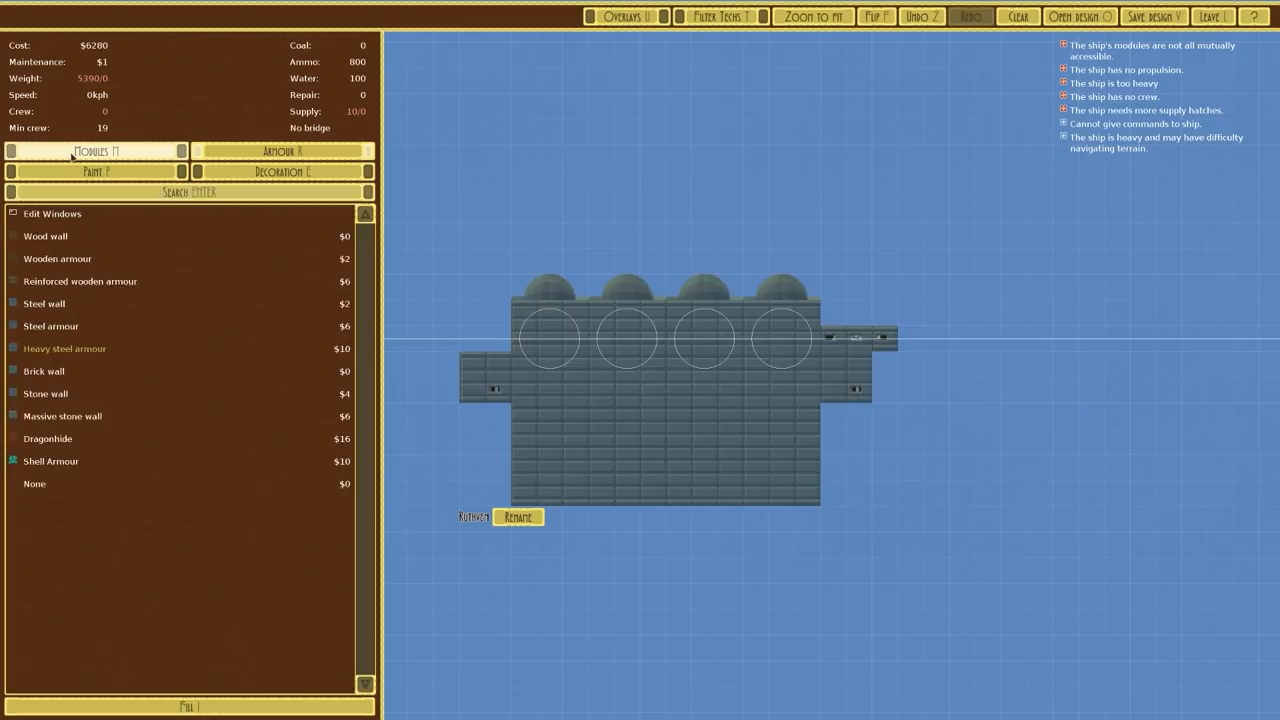 OVERLAYS U
FILTER TECHS T
ZOOM TO FIT
FLIP F
UNDO Z
REDO
CLEAR
OPEN DESIGN O
SAVE DESIGN V
LEAVE L
?
Cost: $6280
Maintenance: $1
Weight: 5390/0
Speed: 0kph
Crew: 0
Min crew: 19
Coal: 0
Ammo: 800
Water: 100
Repair: 0
Supply: 10/0
No bridge
MODULES M
ARMOUR R
PAINT P
DECORATION E
SEARCH ENTER
Edit Windows
Wood wall $0
Wooden armour $2
Reinforced wooden armour $6
Steel wall $2
Steel armour $6
Heavy steel armour $10
Brick wall $0
Stone wall $4
Massive stone wall $6
Dragonhide $16
Shell Armour $10
None $0
FILL I
RUTHVEN
RENAME
The ship's modules are not all mutually
accessible.
The ship has no propulsion.
The ship is too heavy
The ship has no crew.
The ship needs more supply hatches.
Cannot give commands to ship.
The ship is heavy and may have difficulty
navigating terrain.